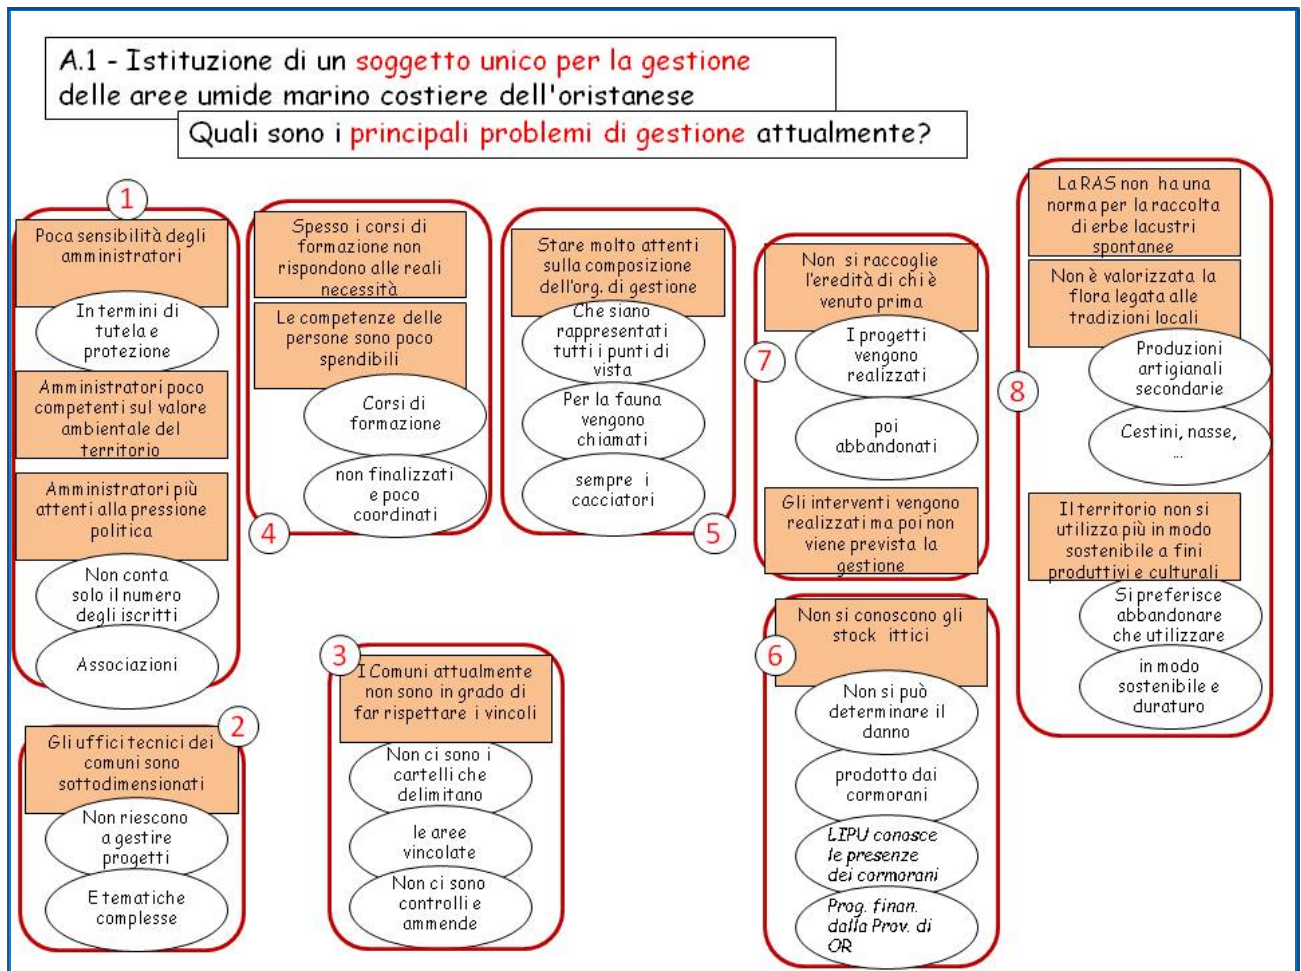 A.1 - Istituzione di un soggetto unico per la gestione
delle aree umide marino costiere dell'oristanese
Quali sono i principali problemi di gestione attualmente?
1
Poca sensibilità degli
amministratori
In termini di
tutela e
protezione
Amministratori poco
competenti sul valore
ambientale del
territorio
Amministratori più
attenti alla pressione
politica
Non conta
solo il numero
degli iscritti
Associazioni
2
Gli uffici tecnici dei
comuni sono
sottodimensionati
Non riescono
a gestire
progetti
E tematiche
complesse
3
I Comuni attualmente
non sono in grado di
far rispettare i vincoli
Non ci sono i
cartelli che
delimitano
le aree
vincolate
Non ci sono
controlli e
ammende
4
Spesso i corsi di
formazione non
rispondono alle reali
necessità
Le competenze delle
persone sono poco
spendibili
Corsi di
formazione
non finalizzati
e poco
coordinati
5
Stare molto attenti
sulla composizione
dell'org. di gestione
Che siano
rappresentati
tutti i punti di
vista
Per la fauna
vengono
chiamati
sempre i
cacciatori
7
Non si raccoglie
l'eredità di chi è
venuto prima
I progetti
vengono
realizzati
poi
abbandonati
Gli interventi vengono
realizzati ma poi non
viene prevista la
gestione
6
Non si conoscono gli
stock ittici
Non si può
determinare il
danno
prodotto dai
cormorani
LIPU conosce
le presenze
dei cormorani
Prog. finan.
dalla Prov. di
OR
8
La RAS non ha una
norma per la raccolta
di erbe lacustri
spontanee
Non è valorizzata la
flora legata alle
tradizioni locali
Produzioni
artigianali
secondarie
Cestini, nasse,
...
Il territorio non si
utilizza più in modo
sostenibile a fini
produttivi e culturali
Si preferisce
abbandonare
che utilizzare
in modo
sostenibile e
duraturo